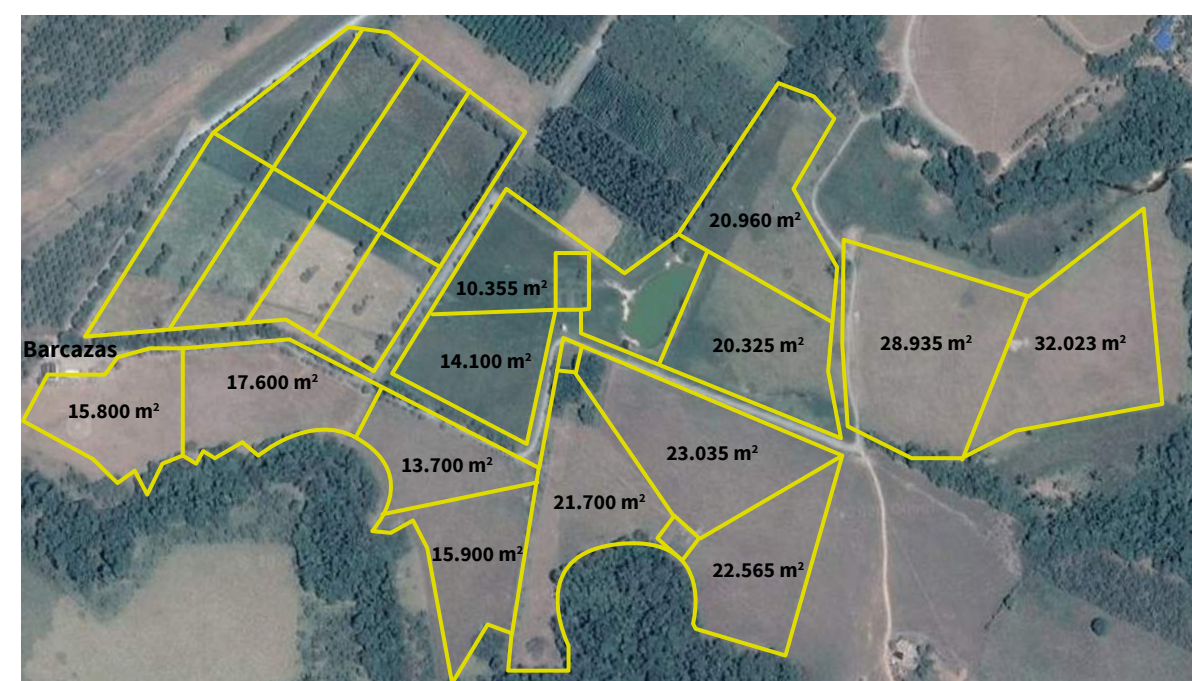 20.960 m²
10.355 m²
Barcazas
14.100 m²
20.325 m²
28.935 m²
32.023 m²
17.600 m²
15.800 m²
13.700 m²
23.035 m²
21.700 m²
15.900 m²
22.565 m²